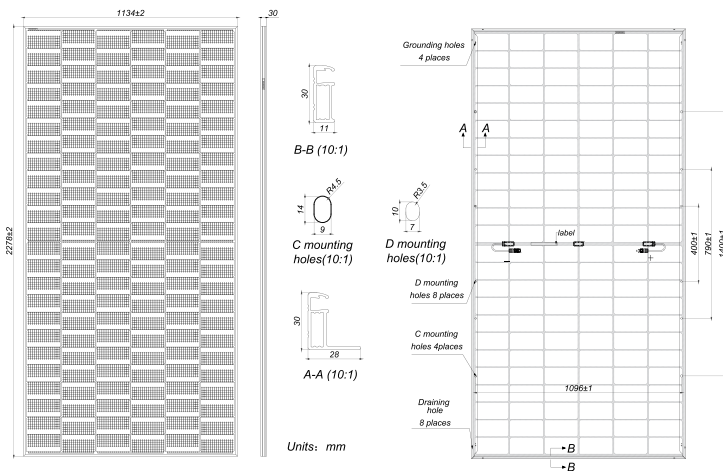 1134±2
30
2278±2
30
11
B-B (10:1)
R4.5
14
9
C mounting
holes(10:1)
R3.5
10
7
D mounting
holes(10:1)
30
28
A-A (10:1)
Units: mm
Grounding holes
4 places
A
A
label
D mounting
holes 8 places
C mounting
holes 4places
Draining
hole
8 places
1096±1
B
B
400±1
790±1
1400±1